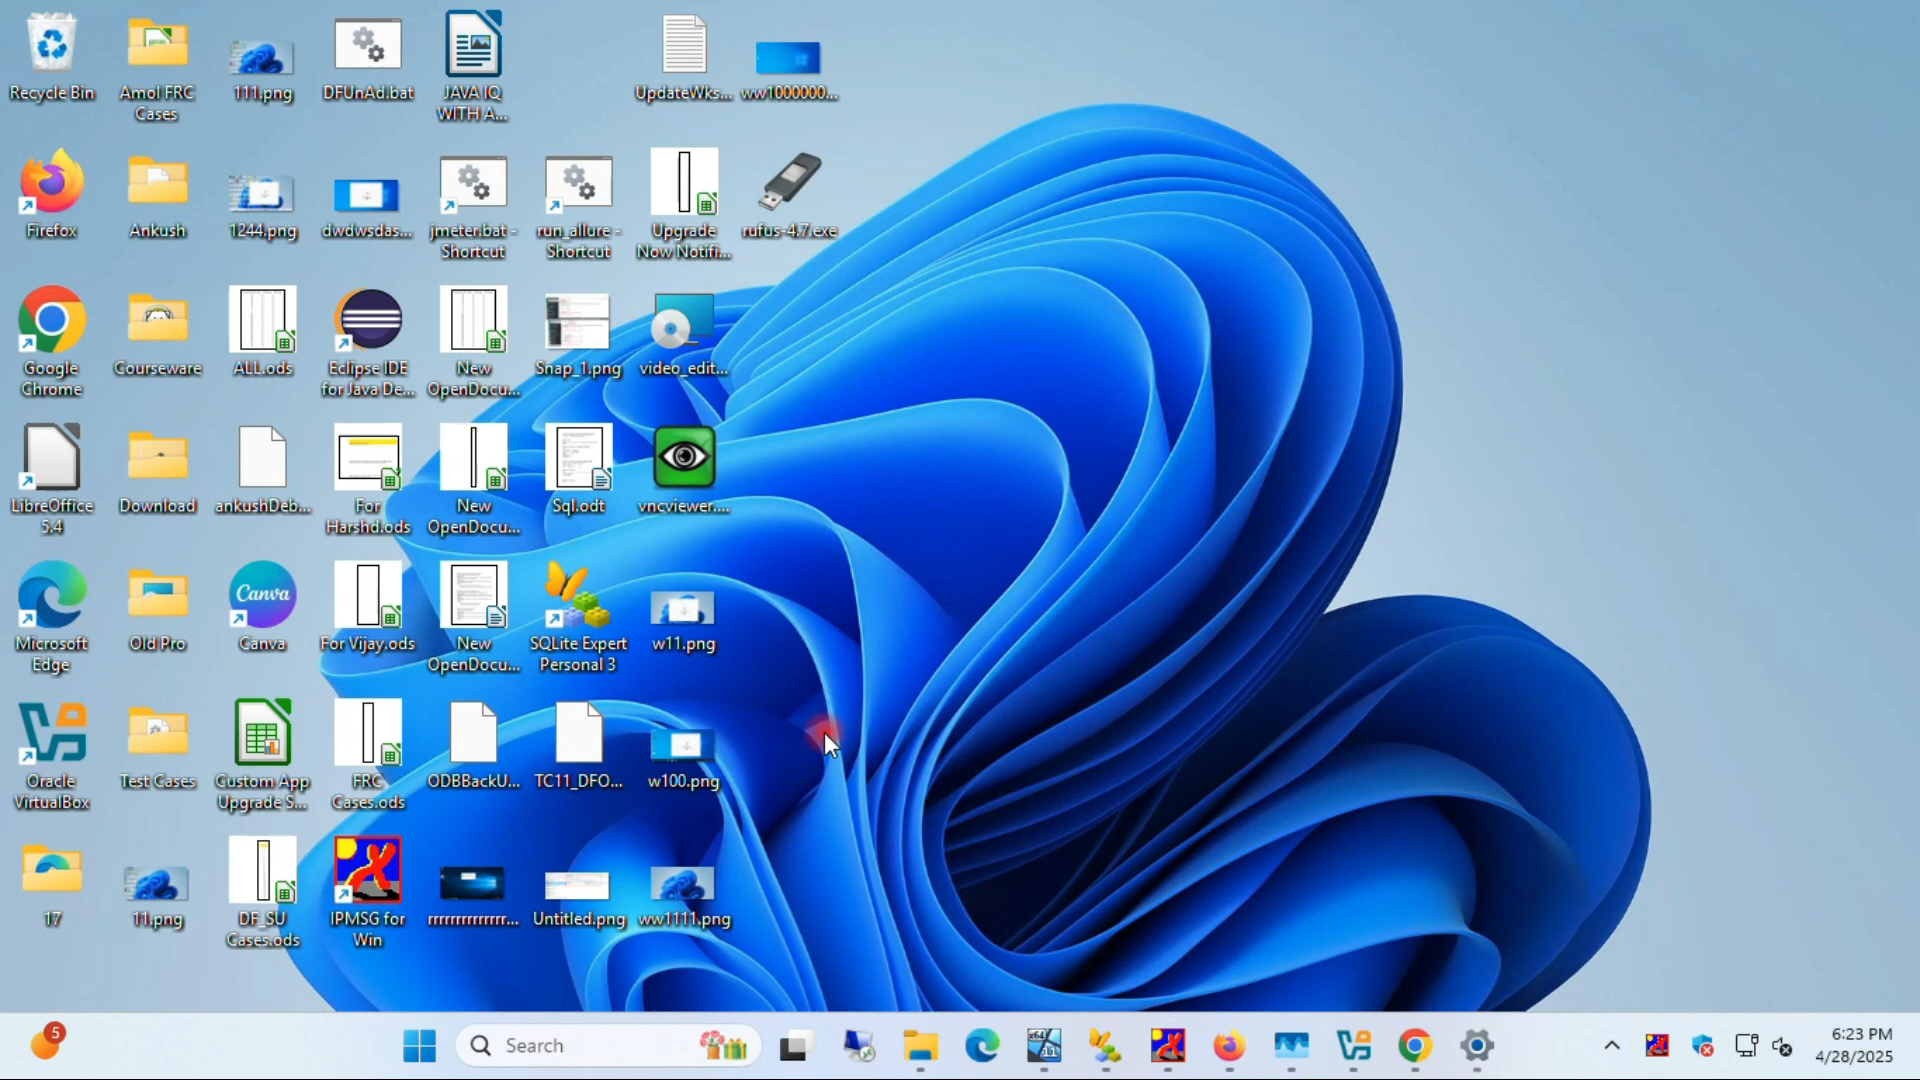 Recycle Bin
Amol FRC
Cases
111.png
DFUnAd.bat
JAVA IQ
WITH A...
UpdateWks...
ww1000000...
Firefox
Ankush
1244.png
dwdwsdas...
jmeter.bat -
Shortcut
run_allure -
Shortcut
Upgrade
Now Notifi...
rufus-4.7.exe
Google
Chrome
Courseware
ALL.ods
Eclipse IDE
for Java De...
New
OpenDocu...
Snap_1.png
video_edit...
LibreOffice
5.4
Download
ankushDeb...
For
Harshd.ods
New
OpenDocu...
Sql.odt
vncviewer....
Microsoft
Edge
Old Pro
Canva
Canva
For Vijay.ods
New
OpenDocu...
SQLite Expert
Personal 3
w11.png
Oracle
VirtualBox
Test Cases
Custom App
Upgrade S...
FRC
Cases.ods
ODBBackU...
TC11_DFO...
w100.png
17
11.png
DF_SU
Cases.ods
IPMSG for
Win
rrrrrrrrrrrrr...
Untitled.png
ww1111.png
5
Search
x64
11
6:23 PM
4/28/2025